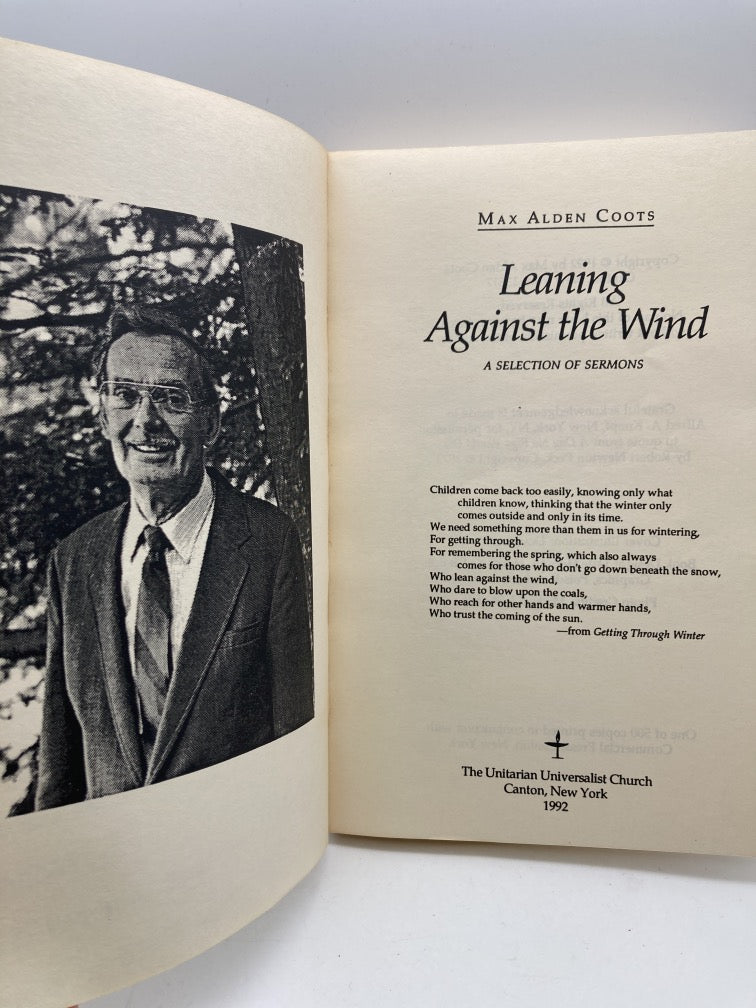 MAX ALDEN COOTS
Leaning
Against the Wind
A SELECTION OF SERMONS
Children come back too easily, knowing only what
children know, thinking that the winter only
comes outside and only in its time.
We need something more than them in us for wintering,
For getting through.
For remembering the spring, which also always
comes for those who don't go down beneath the snow,
Who lean against the wind,
Who dare to blow upon the coals,
Who reach for other hands and warmer hands,
Who trust the coming of the sun.
—from Getting Through Winter
The Unitarian Universalist Church
Canton, New York
1992